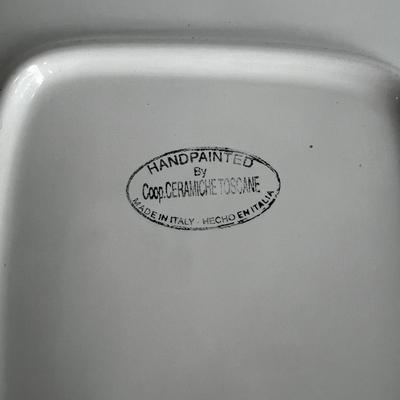 HANDPAINTED
By
Coop.CERAMICHE TOSCANE
MADE IN ITALY - HECHO EN ITALIA